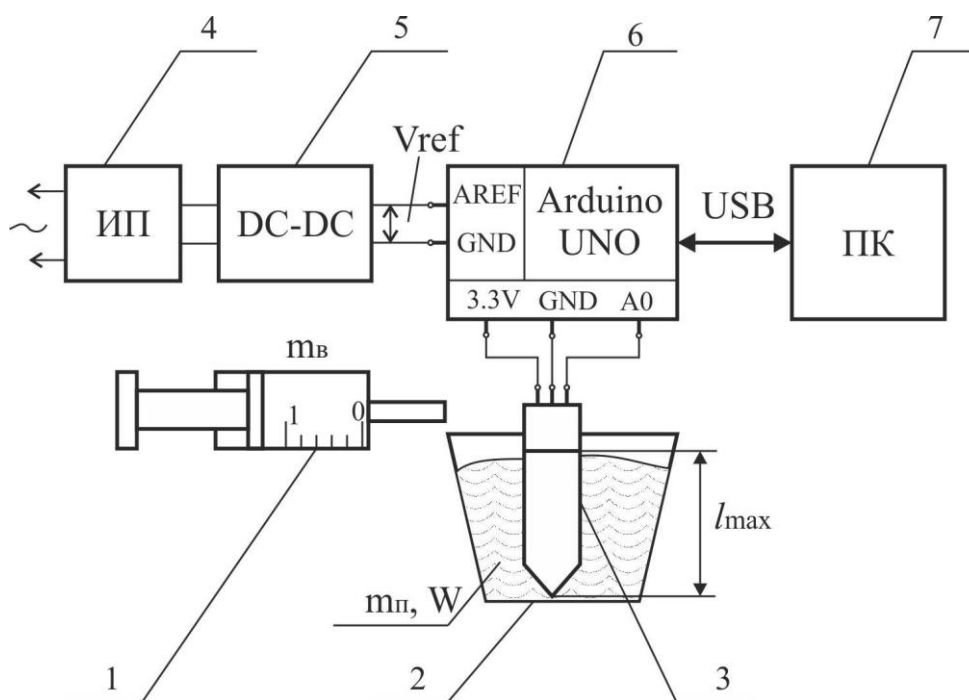 4 5 6 7
Vref
ИП DC-DC AREF Arduino USB ПК
GND UNO
3.3V GND A0
mв
1 0
lmax
mп, W
1 2 3